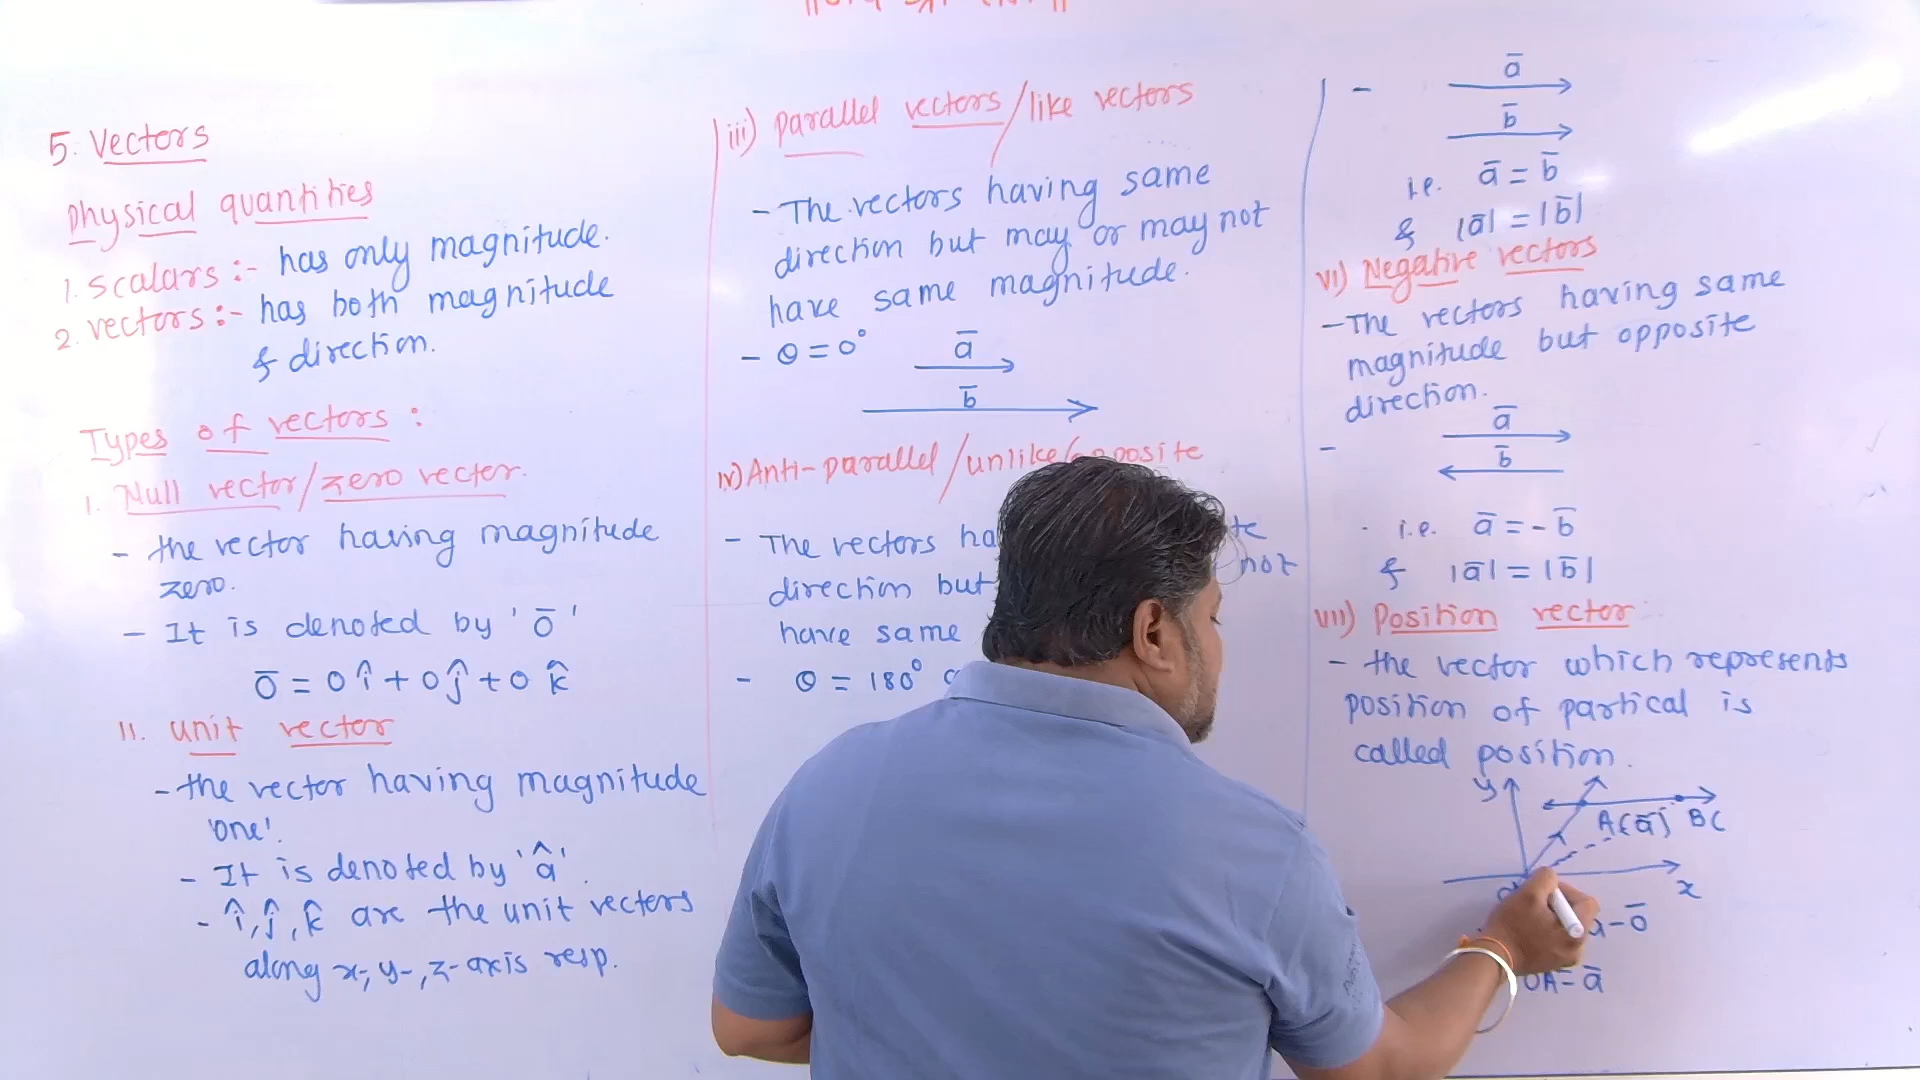 5. Vectors
Physical quantities
1. Scalars :- has only magnitude.
2. vectors :- has both magnitude
& direction.
Types of vectors :
I. Null vector/zero vector.
- the vector having magnitude
zero.
- It is denoted by 'ō'
ō = 0î + 0ĵ + 0k̂
II. unit vector
- the vector having magnitude
'one'.
- It is denoted by 'â'.
- î, ĵ, k̂ are the unit vectors
along x-, y-, z-axis resp.
iii) parallel vectors/like vectors
- The vectors having same
direction but may or may not
have same magnitude.
- θ = 0°
ā
b̄
iv) Anti-parallel/unlike/opposite
- The vectors
direction but not
have same
- θ = 180°
- ā
b̄
i.e. ā = b̄
& |ā| = |b̄|
vi) Negative vectors
- The vectors having same
magnitude but opposite
direction.
- ā
b̄
i.e. ā = -b̄
& |ā| = |b̄|
vii) Position vector
- the vector which represents
position of partical is
called position.
y
A(ā) B(
x
-ō
OA = ā